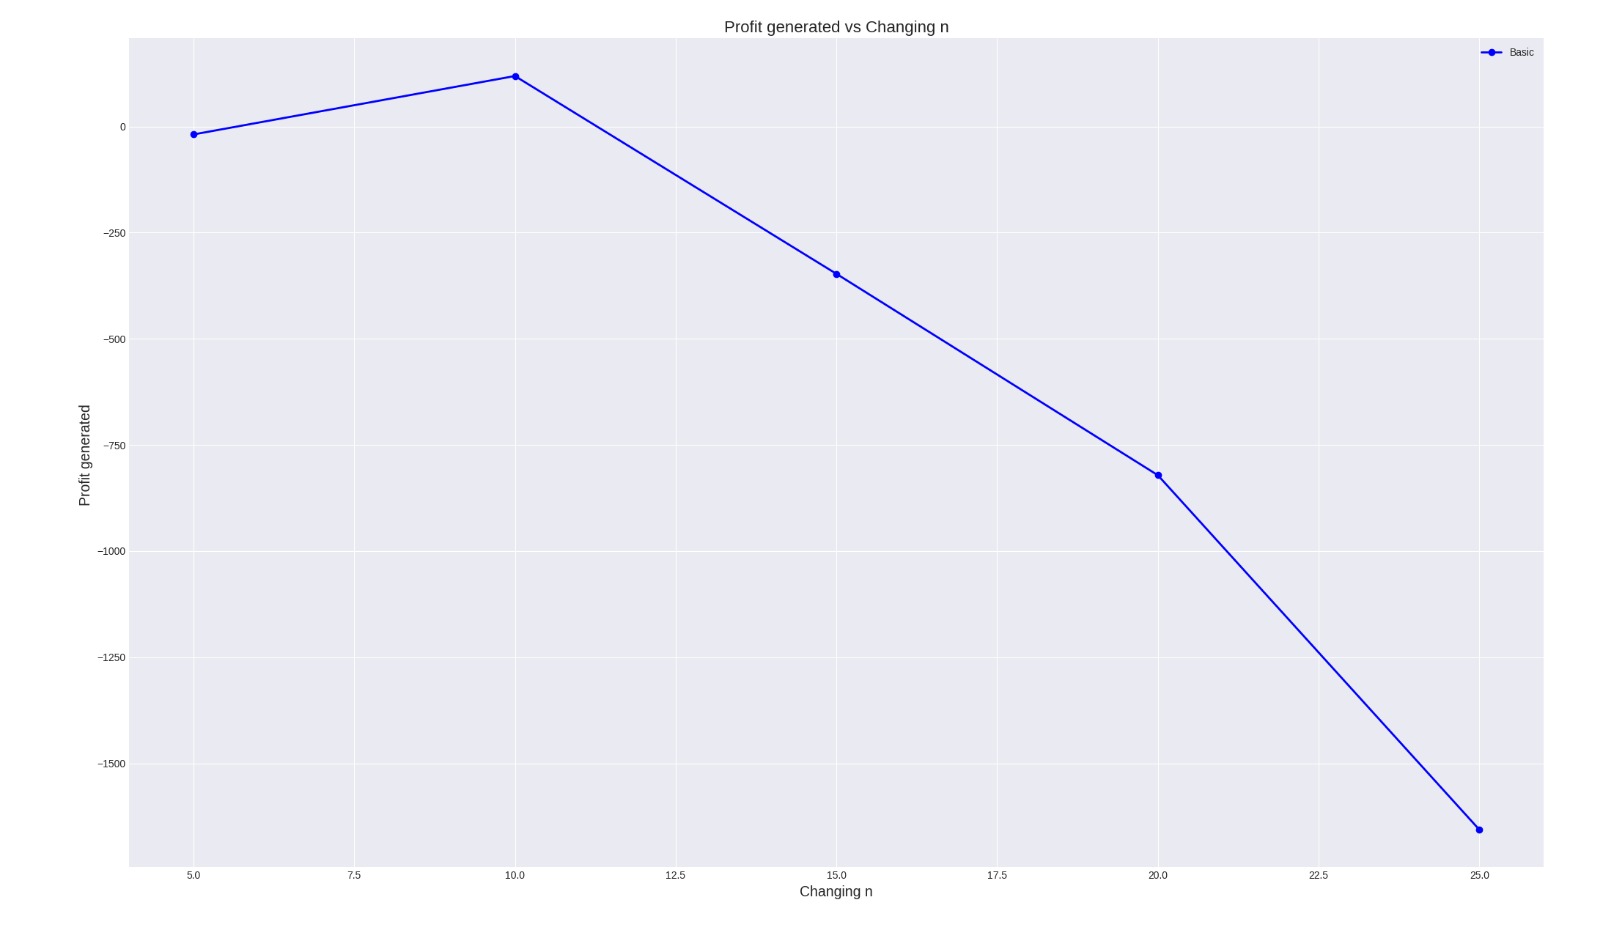 Profit generated vs Changing n
Basic
0
−250
−500
−750
−1000
−1250
−1500
Profit generated
5.0 7.5 10.0 12.5 15.0 17.5 20.0 22.5 25.0
Changing n